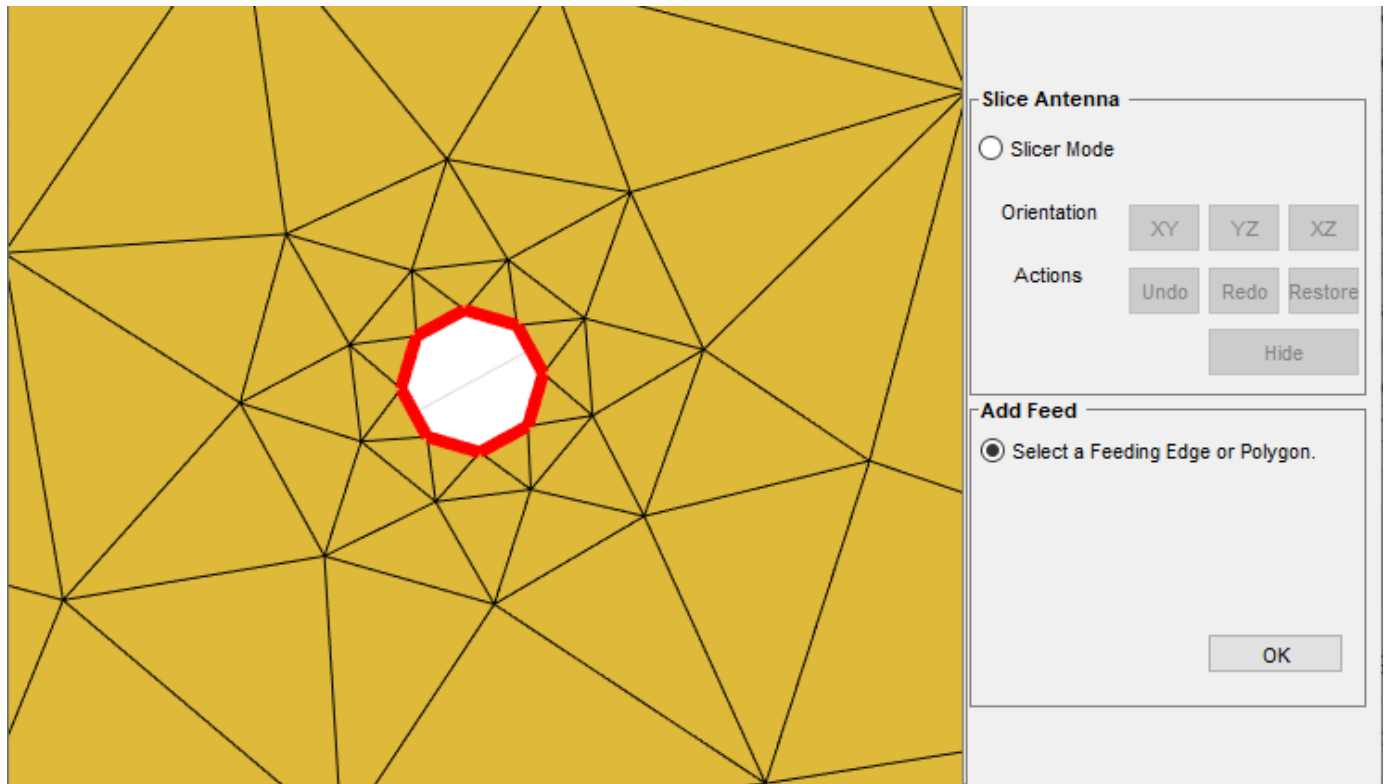 Slice Antenna
Slicer Mode
Orientation
XY YZ XZ
Actions
Undo Redo Restore
Hide
Add Feed
Select a Feeding Edge or Polygon.
OK